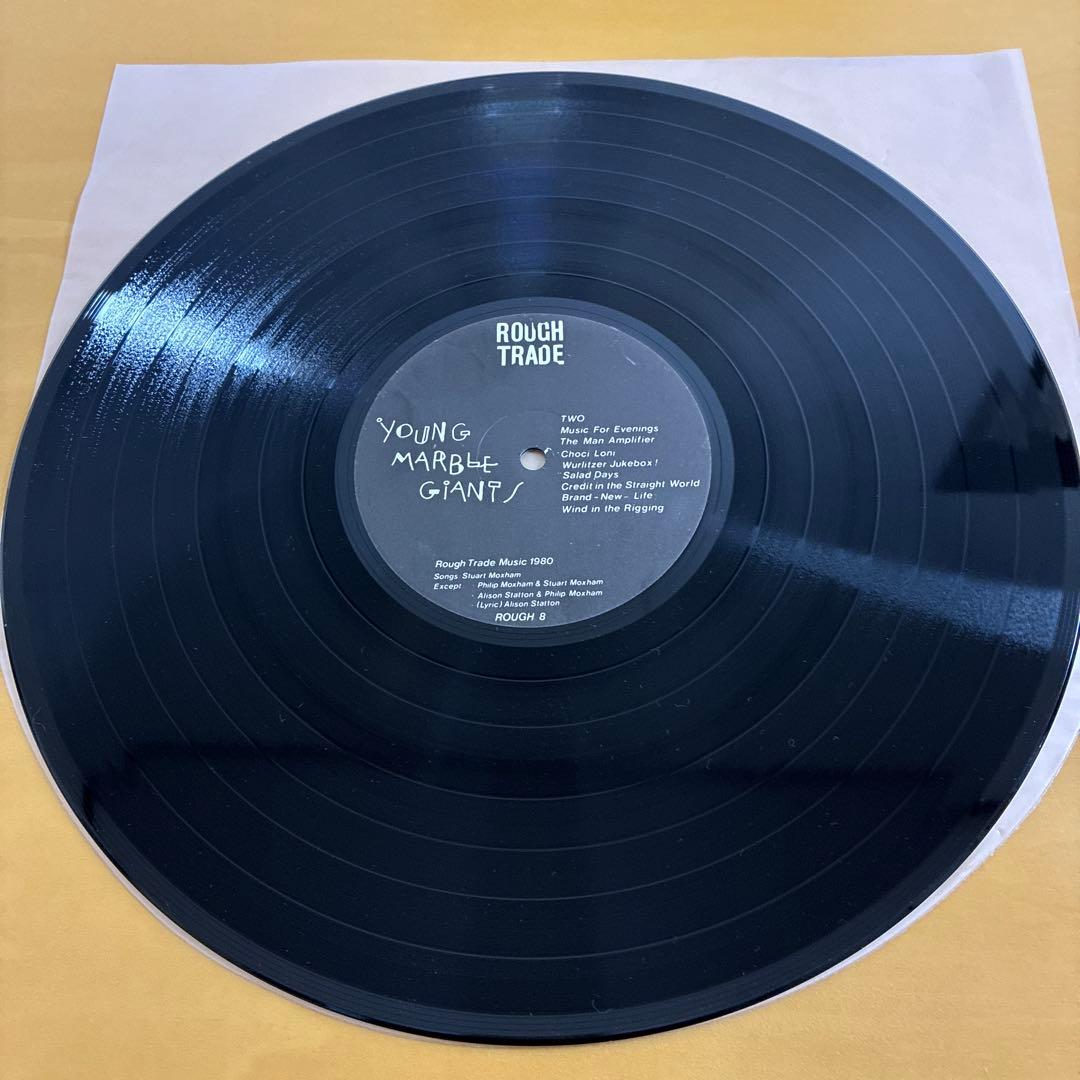 ROUGH
TRADE
YOUNG
MARBLE
GIANTS
TWO
Music For Evenings
The Man Amplifier
· Choci Loni
Wurlitzer Jukebox !
Salad Days
Credit in the Straight World
Brand - New - Life
Wind in the Rigging
Rough Trade Music 1980
Songs Stuart Moxham
Except · Philip Moxham & Stuart Moxham
· Alison Statton & Philip Moxham
· (Lyric) Alison Statton
ROUGH 8